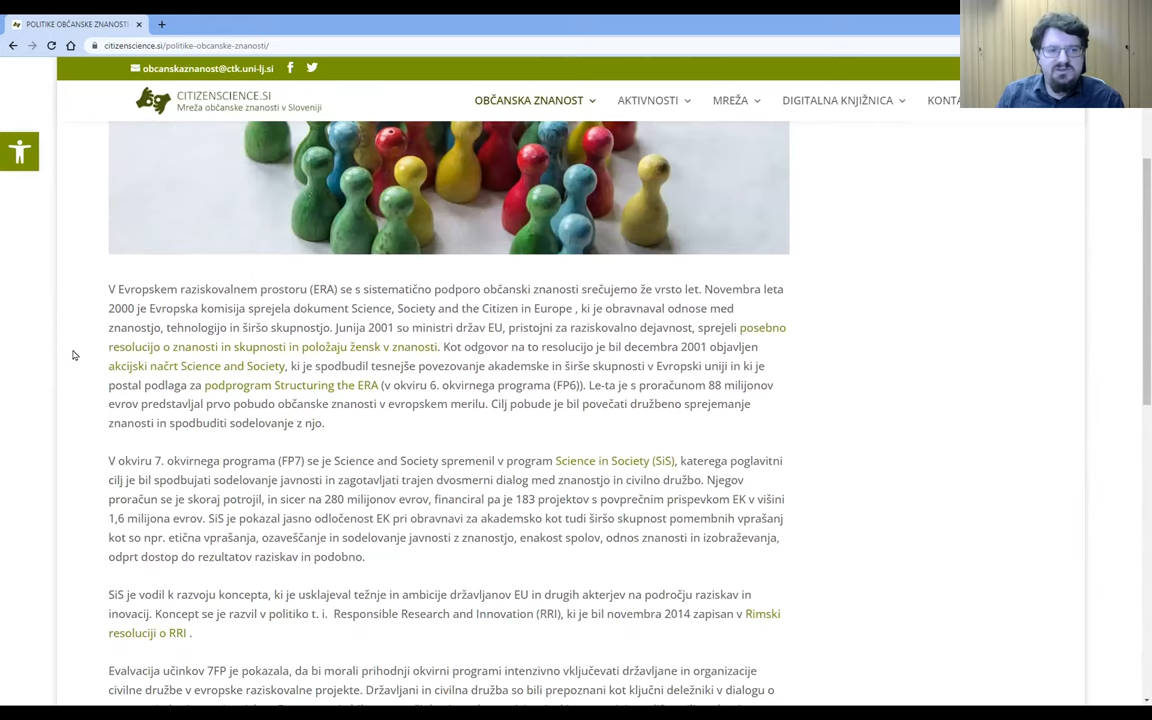 POLITIKE OBČANSKE ZNANOSTI
citizenscience.si/politike-obcanske-znanosti/
obcanskaznanost@ctk.uni-lj.si
CITIZENSCIENCE.SI
Mreža občanske znanosti v Sloveniji
OBČANSKA ZNANOST AKTIVNOSTI MREŽA DIGITALNA KNJIŽNICA KONTA
V Evropskem raziskovalnem prostoru (ERA) se s sistematično podporo občanski znanosti srečujemo že vrsto let. Novembra leta
2000 je Evropska komisija sprejela dokument Science, Society and the Citizen in Europe , ki je obravnaval odnose med
znanostjo, tehnologijo in širšo skupnostjo. Junija 2001 so ministri držav EU, pristojni za raziskovalno dejavnost, sprejeli posebno
resolucijo o znanosti in skupnosti in položaju žensk v znanosti. Kot odgovor na to resolucijo je bil decembra 2001 objavljen
akcijski načrt Science and Society, ki je spodbudil tesnejše povezovanje akademske in širše skupnosti v Evropski uniji in ki je
postal podlaga za podprogram Structuring the ERA (v okviru 6. okvirnega programa (FP6)). Le-ta je s proračunom 88 milijonov
evrov predstavljal prvo pobudo občanske znanosti v evropskem merilu. Cilj pobude je bil povečati družbeno sprejemanje
znanosti in spodbuditi sodelovanje z njo.
V okviru 7. okvirnega programa (FP7) se je Science and Society spremenil v program Science in Society (SiS), katerega poglavitni
cilj je bil spodbujati sodelovanje javnosti in zagotavljati trajen dvosmerni dialog med znanostjo in civilno družbo. Njegov
proračun se je skoraj potrojil, in sicer na 280 milijonov evrov, financiral pa je 183 projektov s povprečnim prispevkom EK v višini
1,6 milijona evrov. SiS je pokazal jasno odločenost EK pri obravnavi za akademsko kot tudi širšo skupnost pomembnih vprašanj
kot so npr. etična vprašanja, ozaveščanje in sodelovanje javnosti z znanostjo, enakost spolov, odnos znanosti in izobraževanja,
odprt dostop do rezultatov raziskav in podobno.
SiS je vodil k razvoju koncepta, ki je usklajeval težnje in ambicije državljanov EU in drugih akterjev na področju raziskav in
inovacij. Koncept se je razvil v politiko t. i. Responsible Research and Innovation (RRI), ki je bil novembra 2014 zapisan v Rimski
resoluciji o RRI .
Evalvacija učinkov 7FP je pokazala, da bi morali prihodnji okvirni programi intenzivno vključevati državljane in organizacije
civilne družbe v evropske raziskovalne projekte. Državljani in civilna družba so bili prepoznani kot ključni deležniki v dialogu o